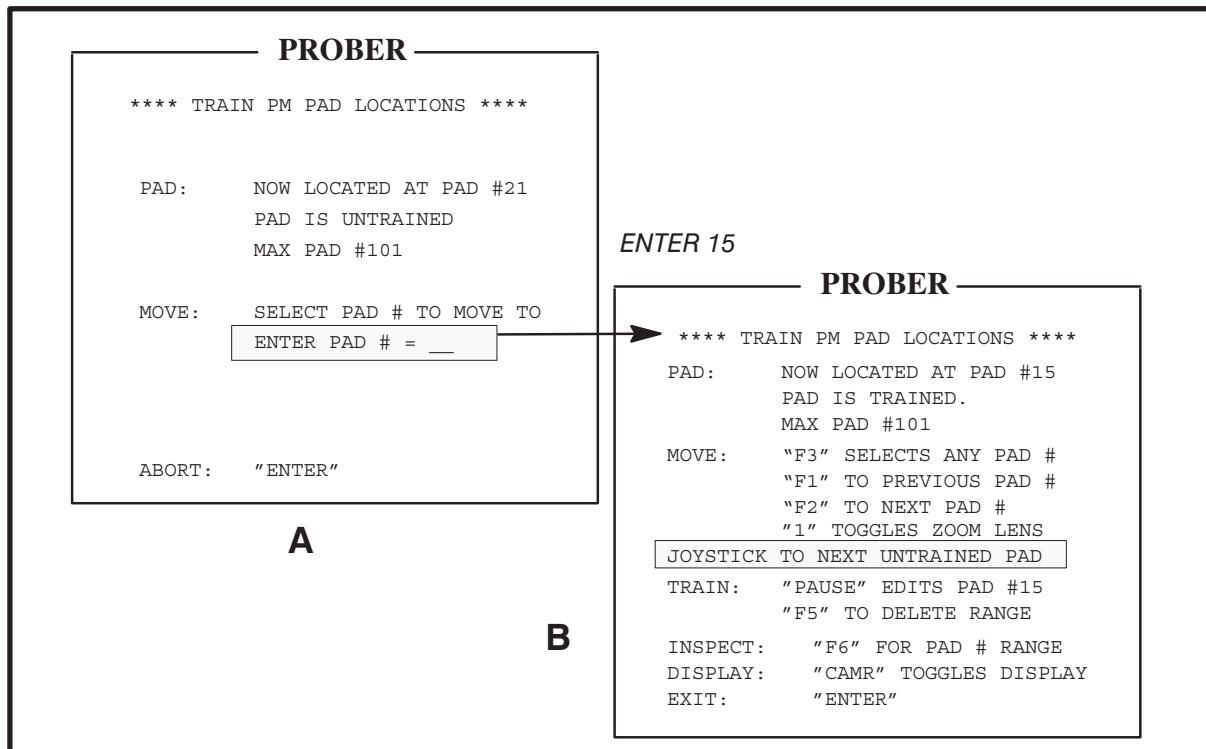 PROBER
**** TRAIN PM PAD LOCATIONS ****
PAD: NOW LOCATED AT PAD #21
PAD IS UNTRAINED
MAX PAD #101
MOVE: SELECT PAD # TO MOVE TO
ENTER PAD # = __
ABORT: ″ENTER″
A
ENTER 15
PROBER
**** TRAIN PM PAD LOCATIONS ****
PAD: NOW LOCATED AT PAD #15
PAD IS TRAINED.
MAX PAD #101
MOVE: “F3″ SELECTS ANY PAD #
“F1″ TO PREVIOUS PAD #
“F2″ TO NEXT PAD #
″1″ TOGGLES ZOOM LENS
JOYSTICK TO NEXT UNTRAINED PAD
TRAIN: ″PAUSE″ EDITS PAD #15
″F5″ TO DELETE RANGE
INSPECT: ″F6″ FOR PAD # RANGE
DISPLAY: ″CAMR″ TOGGLES DISPLAY
EXIT: ″ENTER″
B